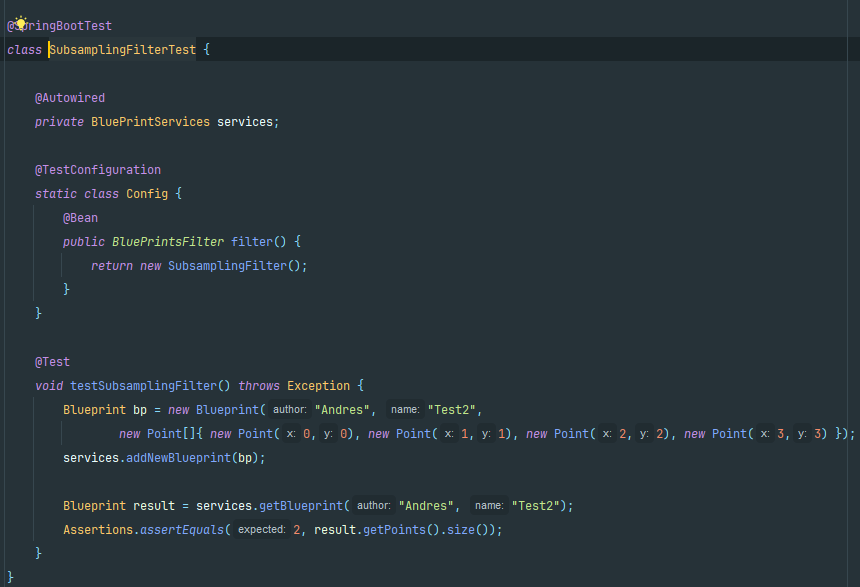 @SpringBootTest
class SubsamplingFilterTest {
@Autowired
private BluePrintServices services;
@TestConfiguration
static class Config {
@Bean
public BluePrintsFilter filter() {
return new SubsamplingFilter();
}
}
@Test
void testSubsamplingFilter() throws Exception {
Blueprint bp = new Blueprint( author: "Andres", name: "Test2",
new Point[]{ new Point( x: 0, y: 0), new Point( x: 1, y: 1), new Point( x: 2, y: 2), new Point( x: 3, y: 3) });
services.addNewBlueprint(bp);
Blueprint result = services.getBlueprint( author: "Andres", name: "Test2");
Assertions.assertEquals( expected: 2, result.getPoints().size());
}
}